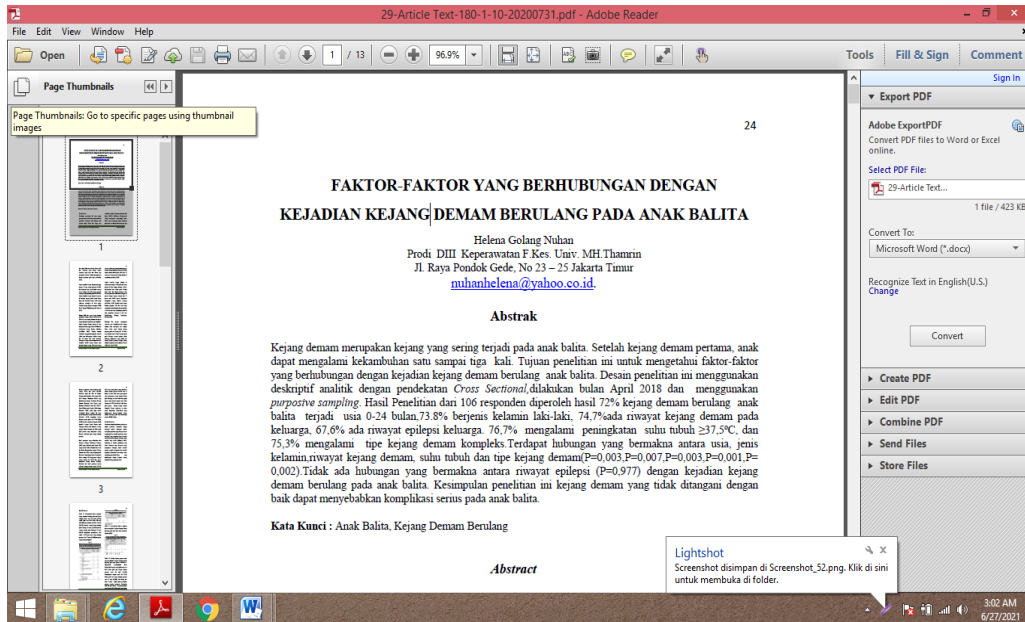 29-Article Text-180-1-10-20200731.pdf - Adobe Reader
File Edit View Window Help
Open 1 / 13 96.9% Tools Fill & Sign Comment
Sign In
Page Thumbnails
Page Thumbnails: Go to specific pages using thumbnail
images
1
2
3
24
FAKTOR-FAKTOR YANG BERHUBUNGAN DENGAN
KEJADIAN KEJANG DEMAM BERULANG PADA ANAK BALITA
Helena Golang Nuhan
Prodi DIII Keperawatan F.Kes. Univ. MH.Thamrin
Jl. Raya Pondok Gede, No 23 – 25 Jakarta Timur
nuhanhelena@yahoo.co.id.
Abstrak
Kejang demam merupakan kejang yang sering terjadi pada anak balita. Setelah kejang demam pertama, anak
dapat mengalami kekambuhan satu sampai tiga kali. Tujuan penelitian ini untuk mengetahui faktor-faktor
yang berhubungan dengan kejadian kejang demam berulang anak balita. Desain penelitian ini menggunakan
deskriptif analitik dengan pendekatan Cross Sectional,dilakukan bulan April 2018 dan menggunakan
purposive sampling. Hasil Penelitian dari 106 responden diperoleh hasil 72% kejang demam berulang anak
balita terjadi usia 0-24 bulan,73.8% berjenis kelamin laki-laki, 74,7%ada riwayat kejang demam pada
keluarga, 67,6% ada riwayat epilepsi keluarga. 76,7% mengalami peningkatan suhu tubuh ≥37,5ºC, dan
75,3% mengalami tipe kejang demam kompleks.Terdapat hubungan yang bermakna antara usia, jenis
kelamin,riwayat kejang demam, suhu tubuh dan tipe kejang demam(P=0,003,P=0,007,P=0,003,P=0,001,P=
0,002).Tidak ada hubungan yang bermakna antara riwayat epilepsi (P=0,977) dengan kejadian kejang
demam berulang pada anak balita. Kesimpulan penelitian ini kejang demam yang tidak ditangani dengan
baik dapat menyebabkan komplikasi serius pada anak balita.
Kata Kunci : Anak Balita, Kejang Demam Berulang
Abstract
Export PDF
Adobe ExportPDF
Convert PDF files to Word or Excel
online.
Select PDF File:
29-Article Text...
1 file / 423 KB
Convert To:
Microsoft Word (*.docx)
Recognize Text in English(U.S.)
Change
Convert
Create PDF
Edit PDF
Combine PDF
Send Files
Store Files
Lightshot
Screenshot disimpan di Screenshot_52.png. Klik di sini
untuk membuka di folder.
3:02 AM
6/27/2021